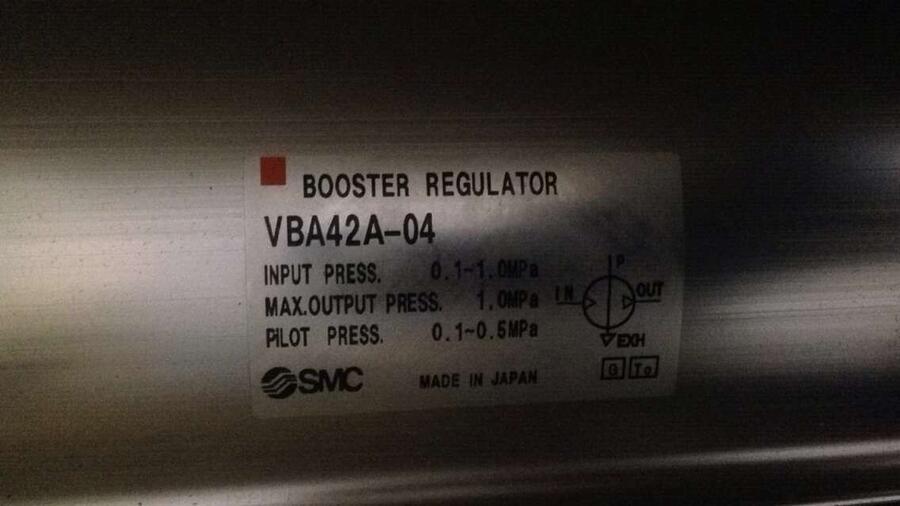 BOOSTER REGULATOR
VBA42A-04
INPUT PRESS. 0.1~1.0MPa
MAX.OUTPUT PRESS. 1.0MPa
PILOT PRESS. 0.1~0.5MPa
P
IN OUT
EXH
G To
SMC MADE IN JAPAN